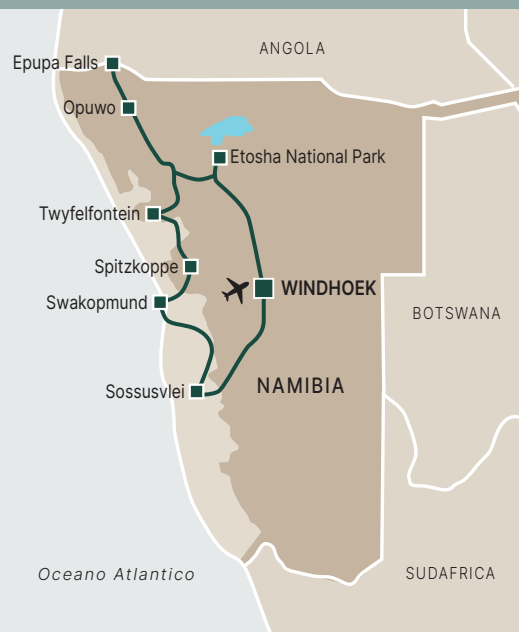 ANGOLA
Epupa Falls
Opuwo
Etosha National Park
Twyfelfontein
Spitzkoppe
WINDHOEK
Swakopmund
BOTSWANA
NAMIBIA
Sossusvlei
Oceano Atlantico
SUDAFRICA